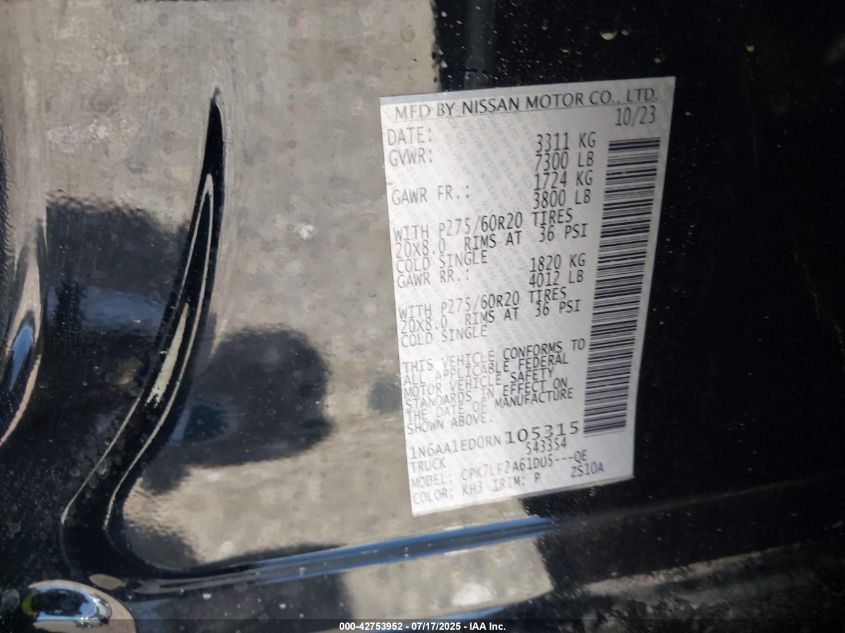 MFD BY NISSAN MOTOR CO., LTD.
DATE: 10/23
GVWR: 3311 KG
7300 LB
GAWR FR.: 1724 KG
3800 LB
WITH P275/60R20 TIRES
20X8.0 RIMS AT 36 PSI
COLD SINGLE
GAWR RR.: 1820 KG
4012 LB
WITH P275/60R20 TIRES
20X8.0 RIMS AT 36 PSI
COLD SINGLE
THIS VEHICLE CONFORMS TO
ALL APPLICABLE FEDERAL
MOTOR VEHICLE SAFETY
STANDARDS IN EFFECT ON
THE DATE OF MANUFACTURE
SHOWN ABOVE.
1N6AA1ED0RN105315
TRUCK 543354
MODEL: CPK7LF2A61DU5---QE
COLOR: KH3 TRIM: P ZS10A
000-42753952 - 07/17/2025 - IAA Inc.